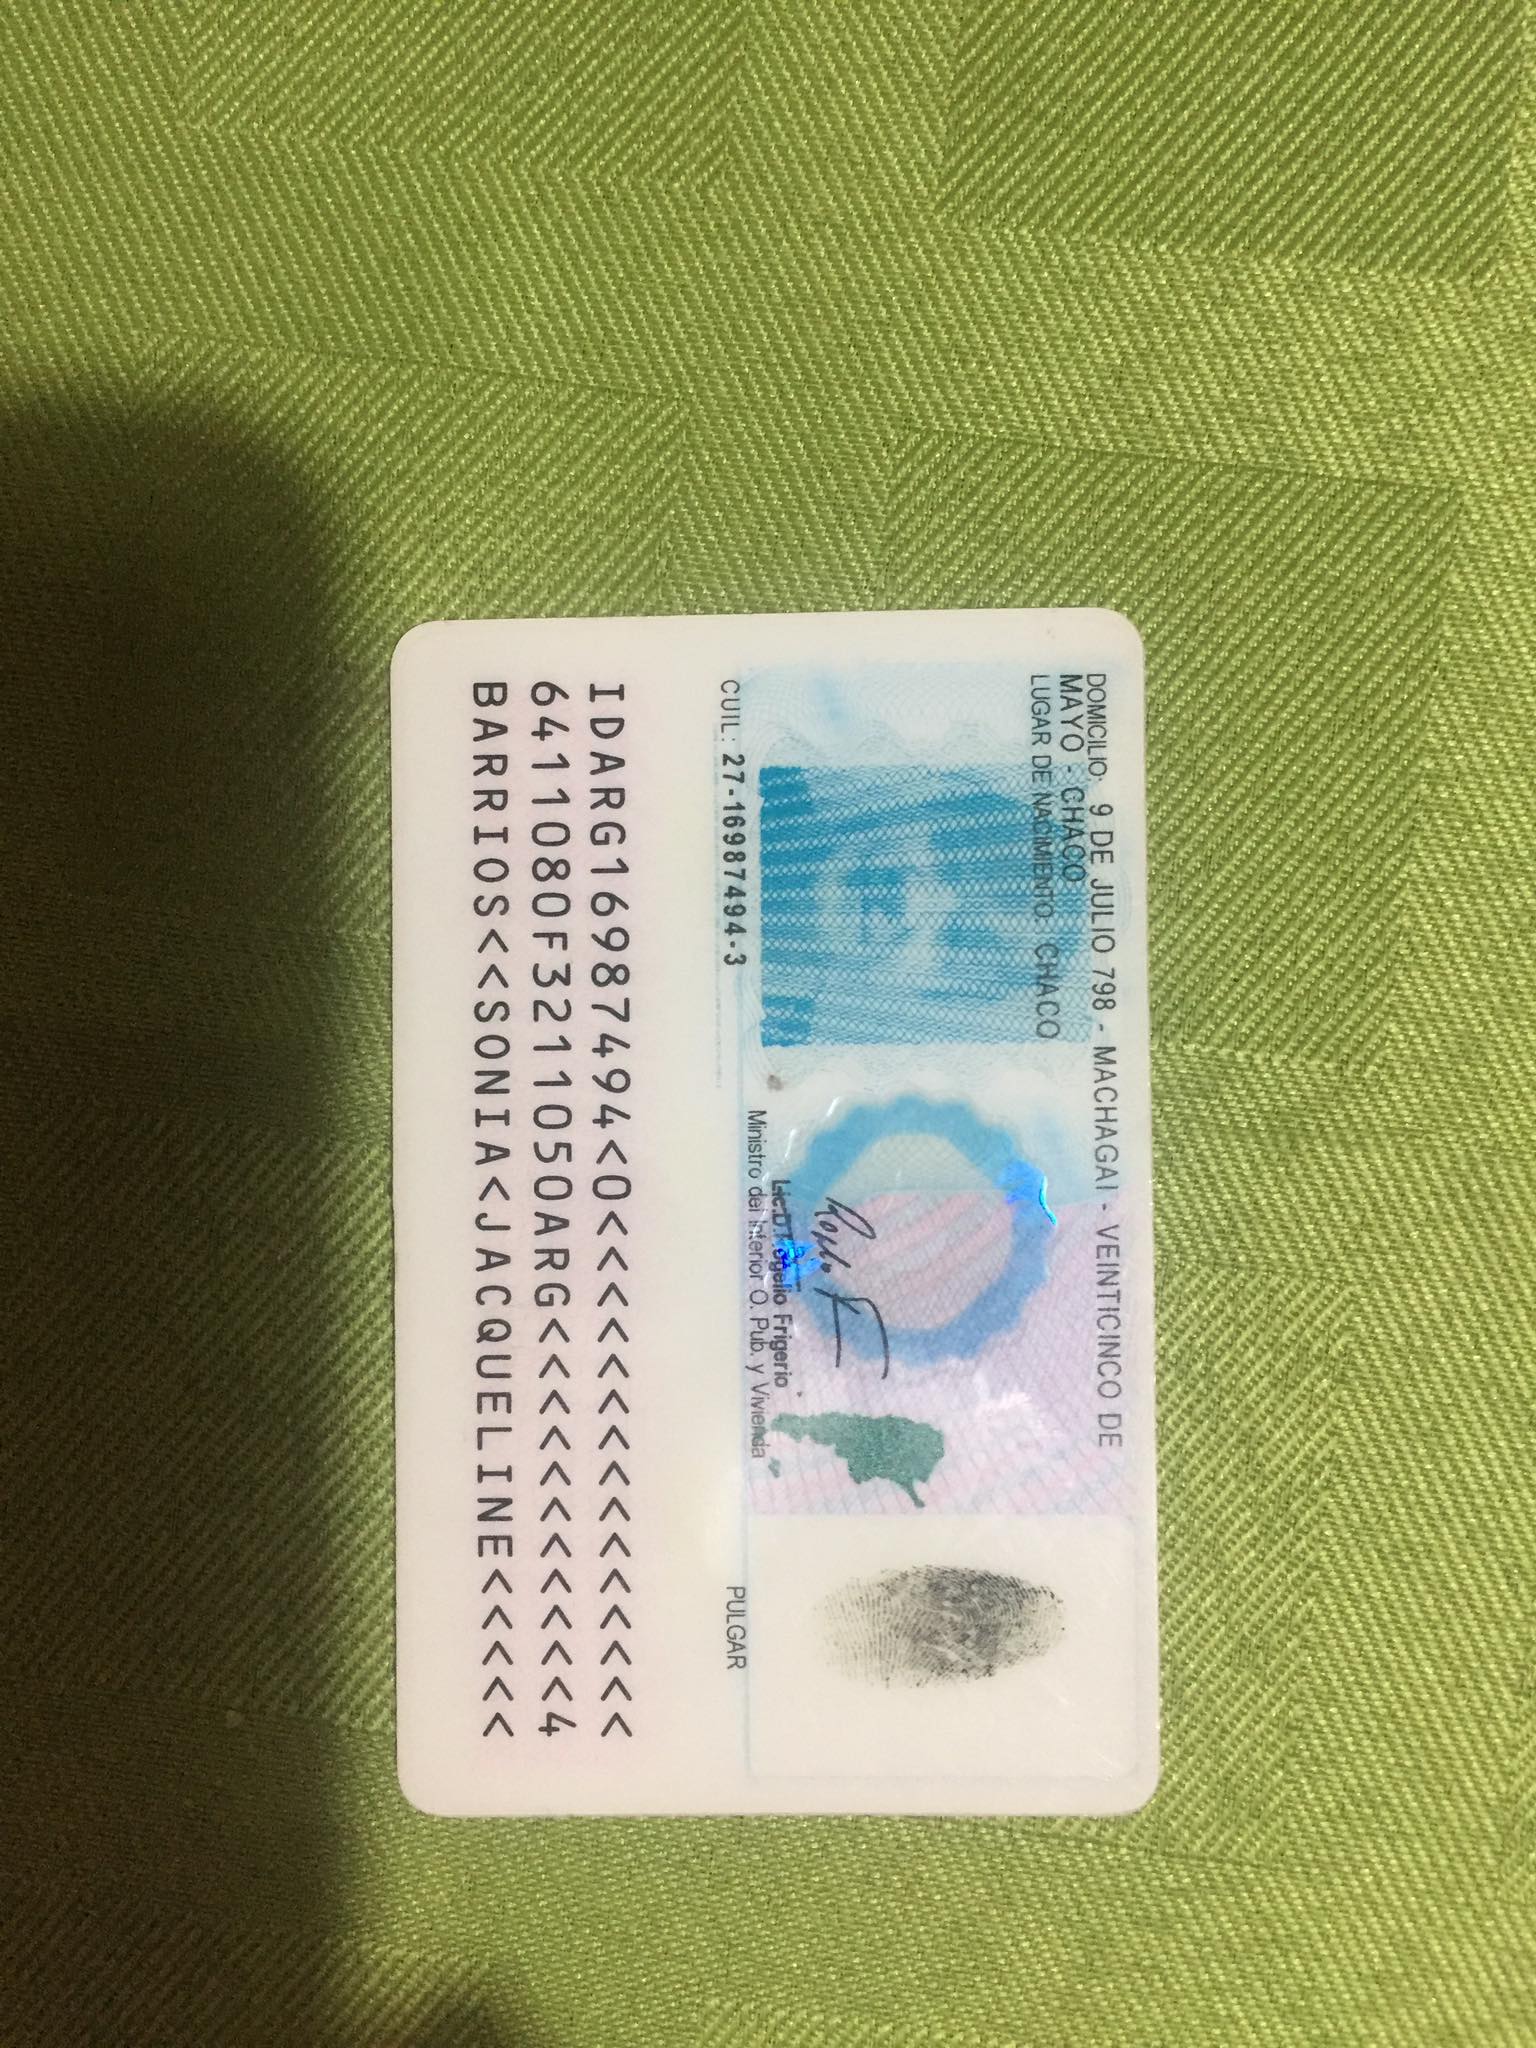 DOMICILIO: 9 DE JULIO 798 - MACHAGAI - VEINTICINCO DE
MAYO - CHACO
LUGAR DE NACIMIENTO: CHACO
Lic.D.Rogelio Frigerio
Ministro del Interior O. Pub. y Vivienda
CUIL: 27-16987494-3
PULGAR
IDARG16987494<0<<<<<<<<<<<<<<<
6411080F3211050ARG<<<<<<<<<<<4
BARRIOS<<SONIA<JACQUELINE<<<<<